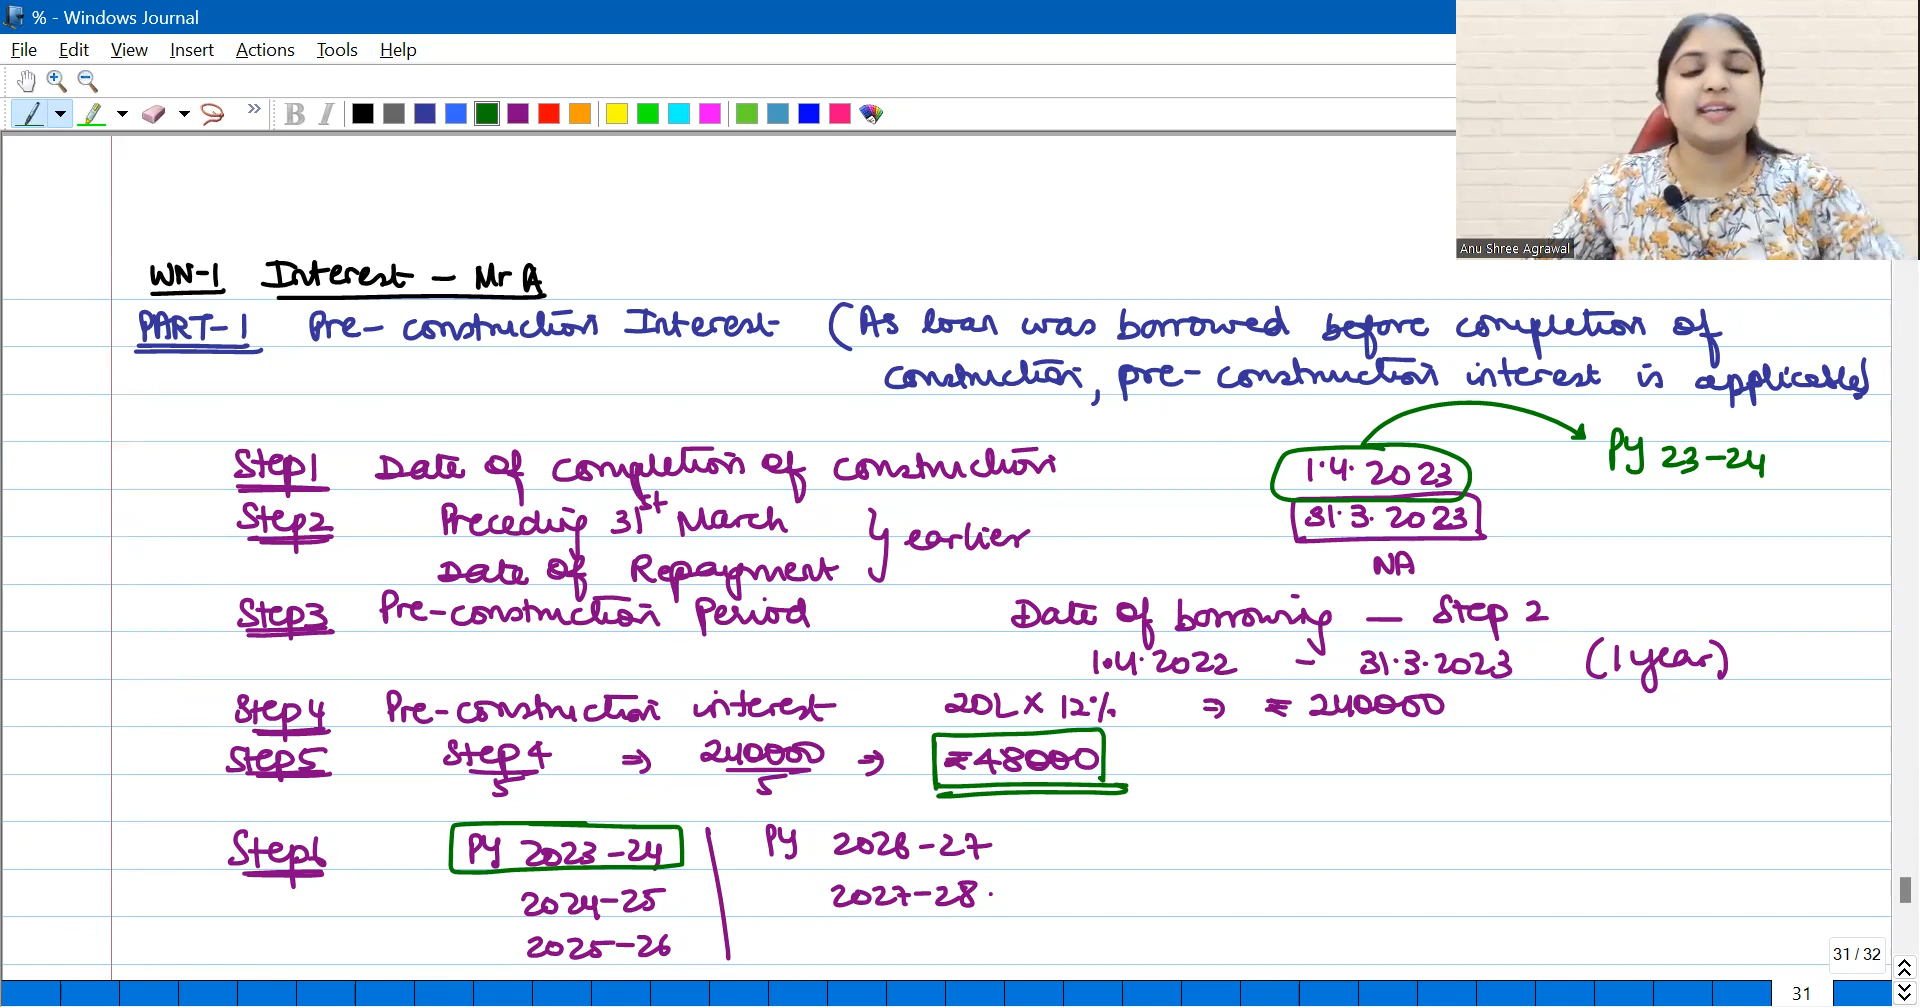 % - Windows Journal
File Edit View Insert Actions Tools Help
B I
Anu Shree Agrawal
WN-1 Interest - Mr A
PART-1 Pre-construction Interest (As loan was borrowed before completion of
construction, pre-construction interest is applicable)
Step1 Date of completion of construction 1.4.2023 PY 23-24
Step2 Preceding 31st March } earlier 31.3.2023
Date of Repayment NA
Step3 Pre-construction Period Date of borrowing - Step 2
1.4.2022 - 31.3.2023 (1 year)
Step4 Pre-construction interest 20L x 12% ⇒ ₹ 240000
Step5 Step 4 / 5 ⇒ 240000 / 5 ⇒ ₹48000
Step6 PY 2023-24 PY 2026-27
2024-25 2027-28.
2025-26
31 / 32
31